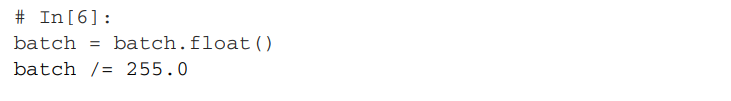 # In[6]:
batch = batch.float()
batch /= 255.0